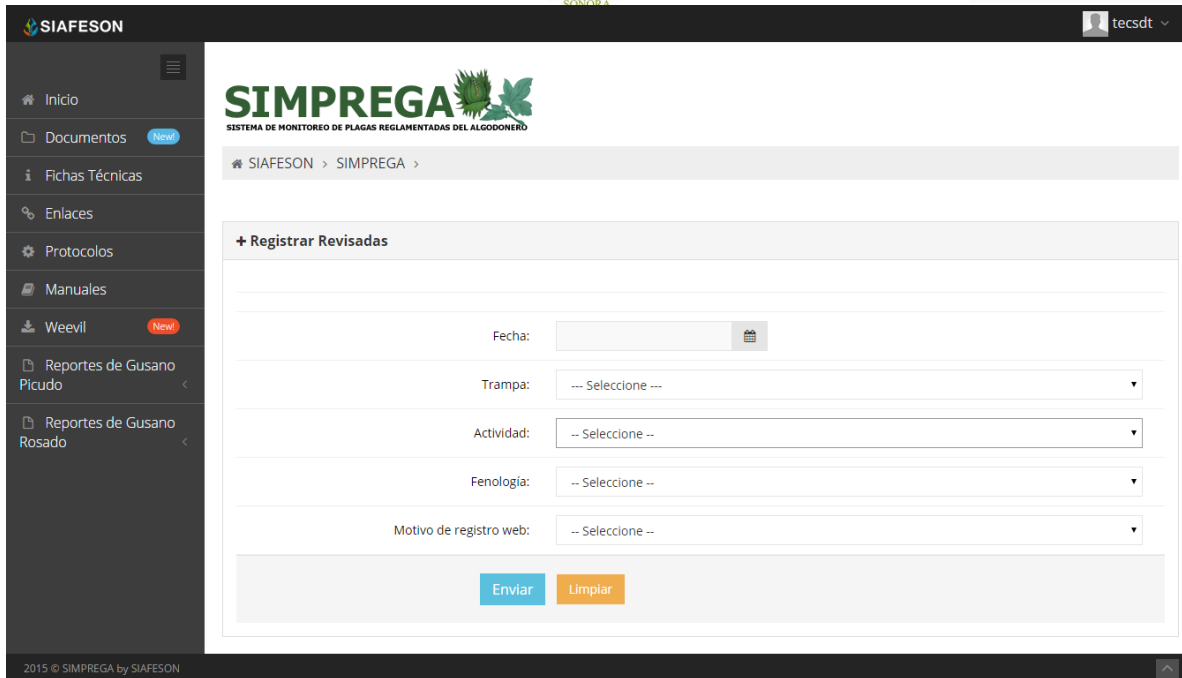 SONORA
SIAFESON
tecsdt
Inicio
Documentos New!
Fichas Técnicas
Enlaces
Protocolos
Manuales
Weevil New!
Reportes de Gusano
Picudo
Reportes de Gusano
Rosado
SIMPREGA
SISTEMA DE MONITOREO DE PLAGAS REGLAMENTADAS DEL ALGODONERO
SIAFESON > SIMPREGA >
+ Registrar Revisadas
Fecha:
Trampa: --- Seleccione ---
Actividad: -- Seleccione --
Fenología: -- Seleccione --
Motivo de registro web: -- Seleccione --
Enviar Limpiar
2015 © SIMPREGA by SIAFESON